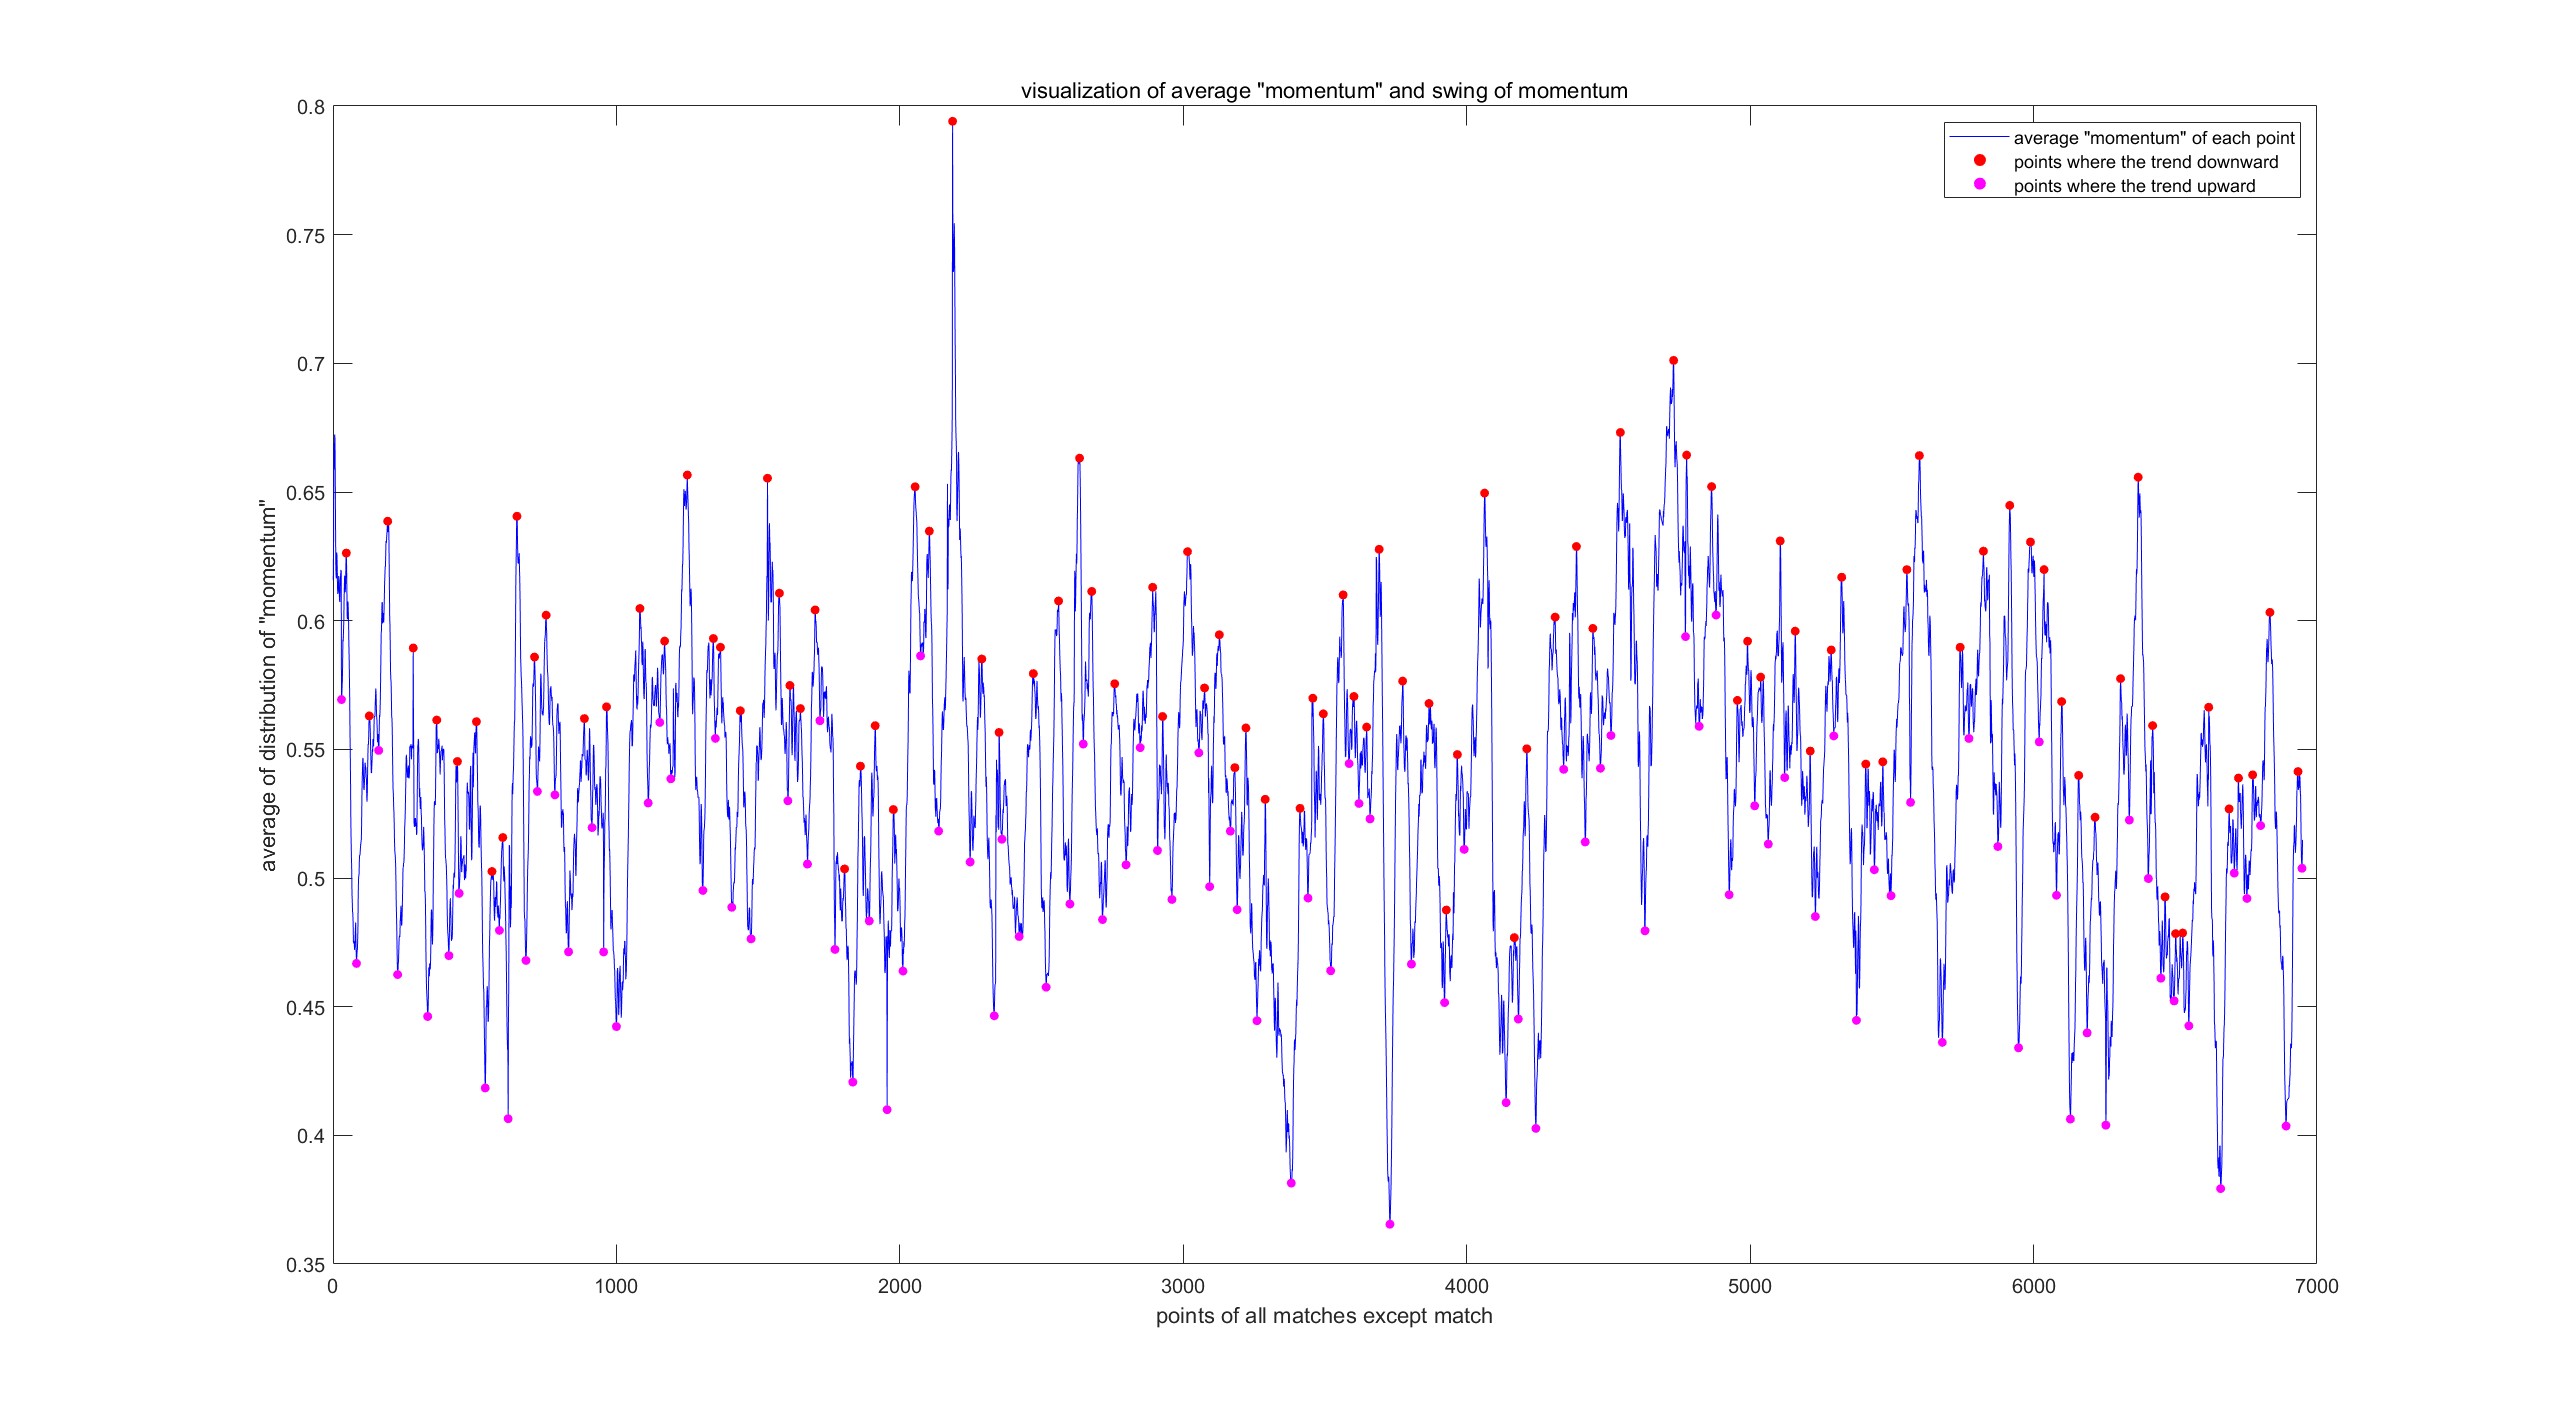 visualization of average "momentum" and swing of momentum
average "momentum" of each point
points where the trend downward
points where the trend upward
average of distribution of "momentum"
0.8
0.75
0.7
0.65
0.6
0.55
0.5
0.45
0.4
0.35
0 1000 2000 3000 4000 5000 6000 7000
points of all matches except match